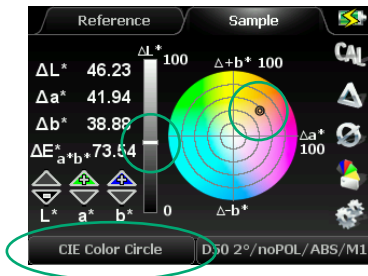 Reference Sample
ΔL*
100
Δ+b* 100
CAL
ΔL* 46.23
Δa* 41.94
Δb* 38.88
ΔE*a*b* 73.54
Δa*
100
Δ
Ø
L* a* b*
0
Δ-b*
CIE Color Circle
D50 2°/noPOL/ABS/M1